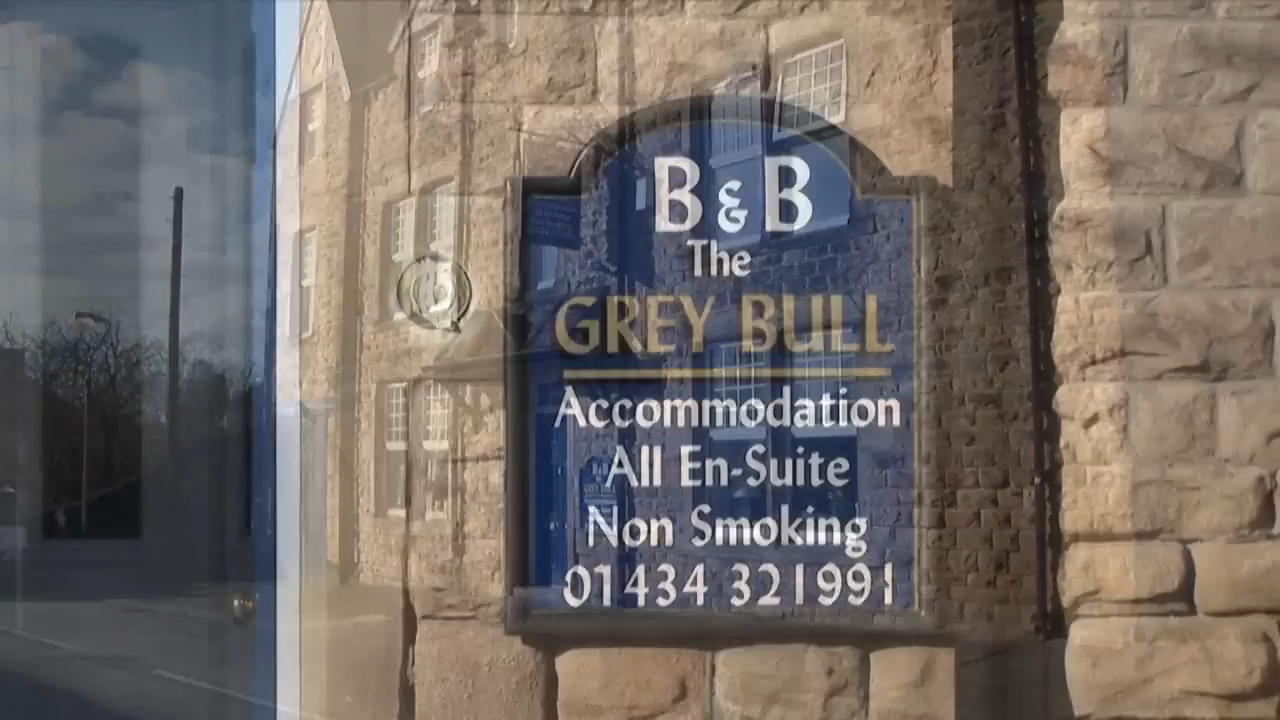 B & B
The
GREY BULL
Accommodation
All En-Suite
Non Smoking
01434 321991